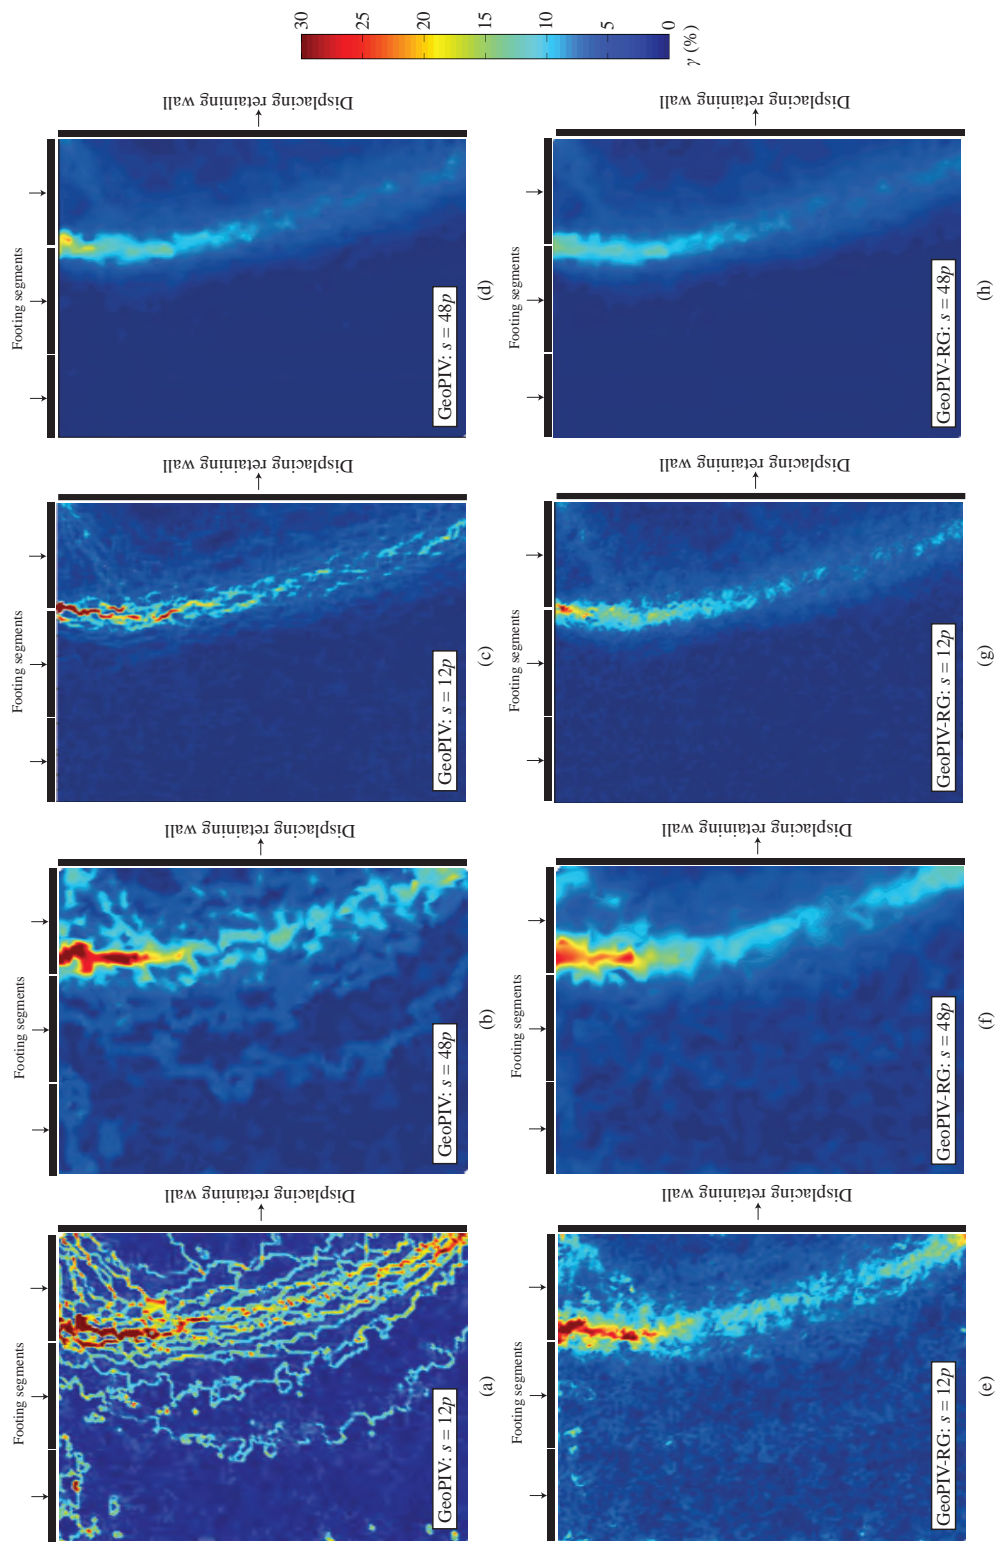 30
25
20
15
10
5
0
γ (%)
Footing segments
Displacing retaining
wall
GeoPIV: s = 48p
(d)
Footing segments
Displacing retaining
wall
GeoPIV-RG: s = 48p
(h)
Footing segments
Displacing retaining
wall
GeoPIV: s = 12p
(c)
Footing segments
Displacing retaining
wall
GeoPIV-RG: s = 12p
(g)
Footing segments
Displacing retaining
wall
GeoPIV: s = 48p
(b)
Footing segments
Displacing retaining
wall
GeoPIV-RG: s = 48p
(f)
Footing segments
Displacing retaining
wall
GeoPIV: s = 12p
(a)
Footing segments
Displacing retaining
wall
GeoPIV-RG: s = 12p
(e)